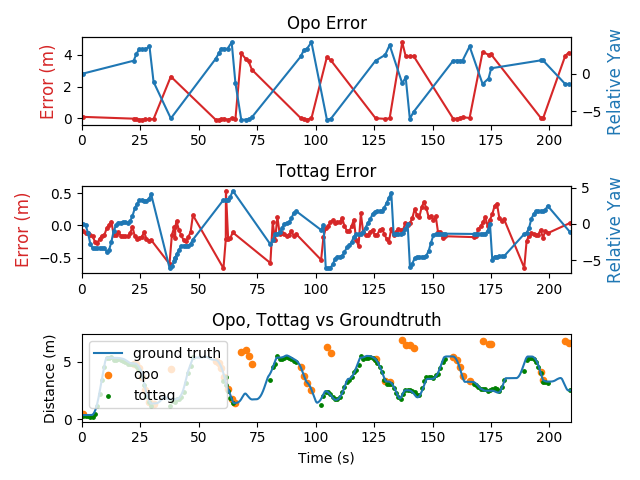 Opo Error
Error (m)
4
2
0
0
−5
Relative Yaw
0 25 50 75 100 125 150 175 200
Tottag Error
Error (m)
0.5
0.0
−0.5
5
0
−5
Relative Yaw
0 25 50 75 100 125 150 175 200
Opo, Tottag vs Groundtruth
Distance (m)
5
0
ground truth
opo
tottag
0 25 50 75 100 125 150 175 200
Time (s)